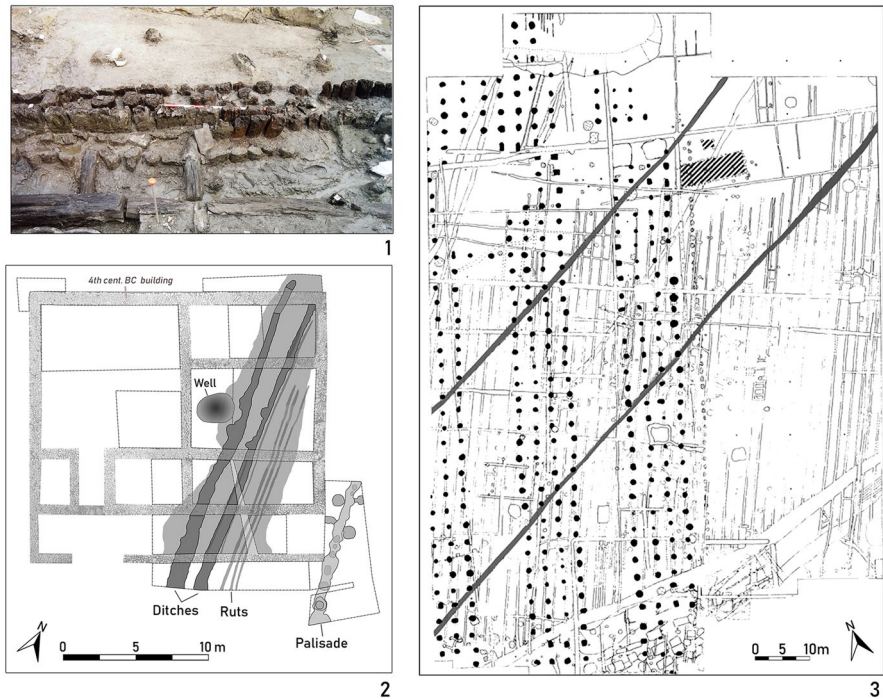 1
4th cent. BC building
Well
Ditches
Ruts
Palisade
N
0 5 10 m
2
N
0 5 10m
3